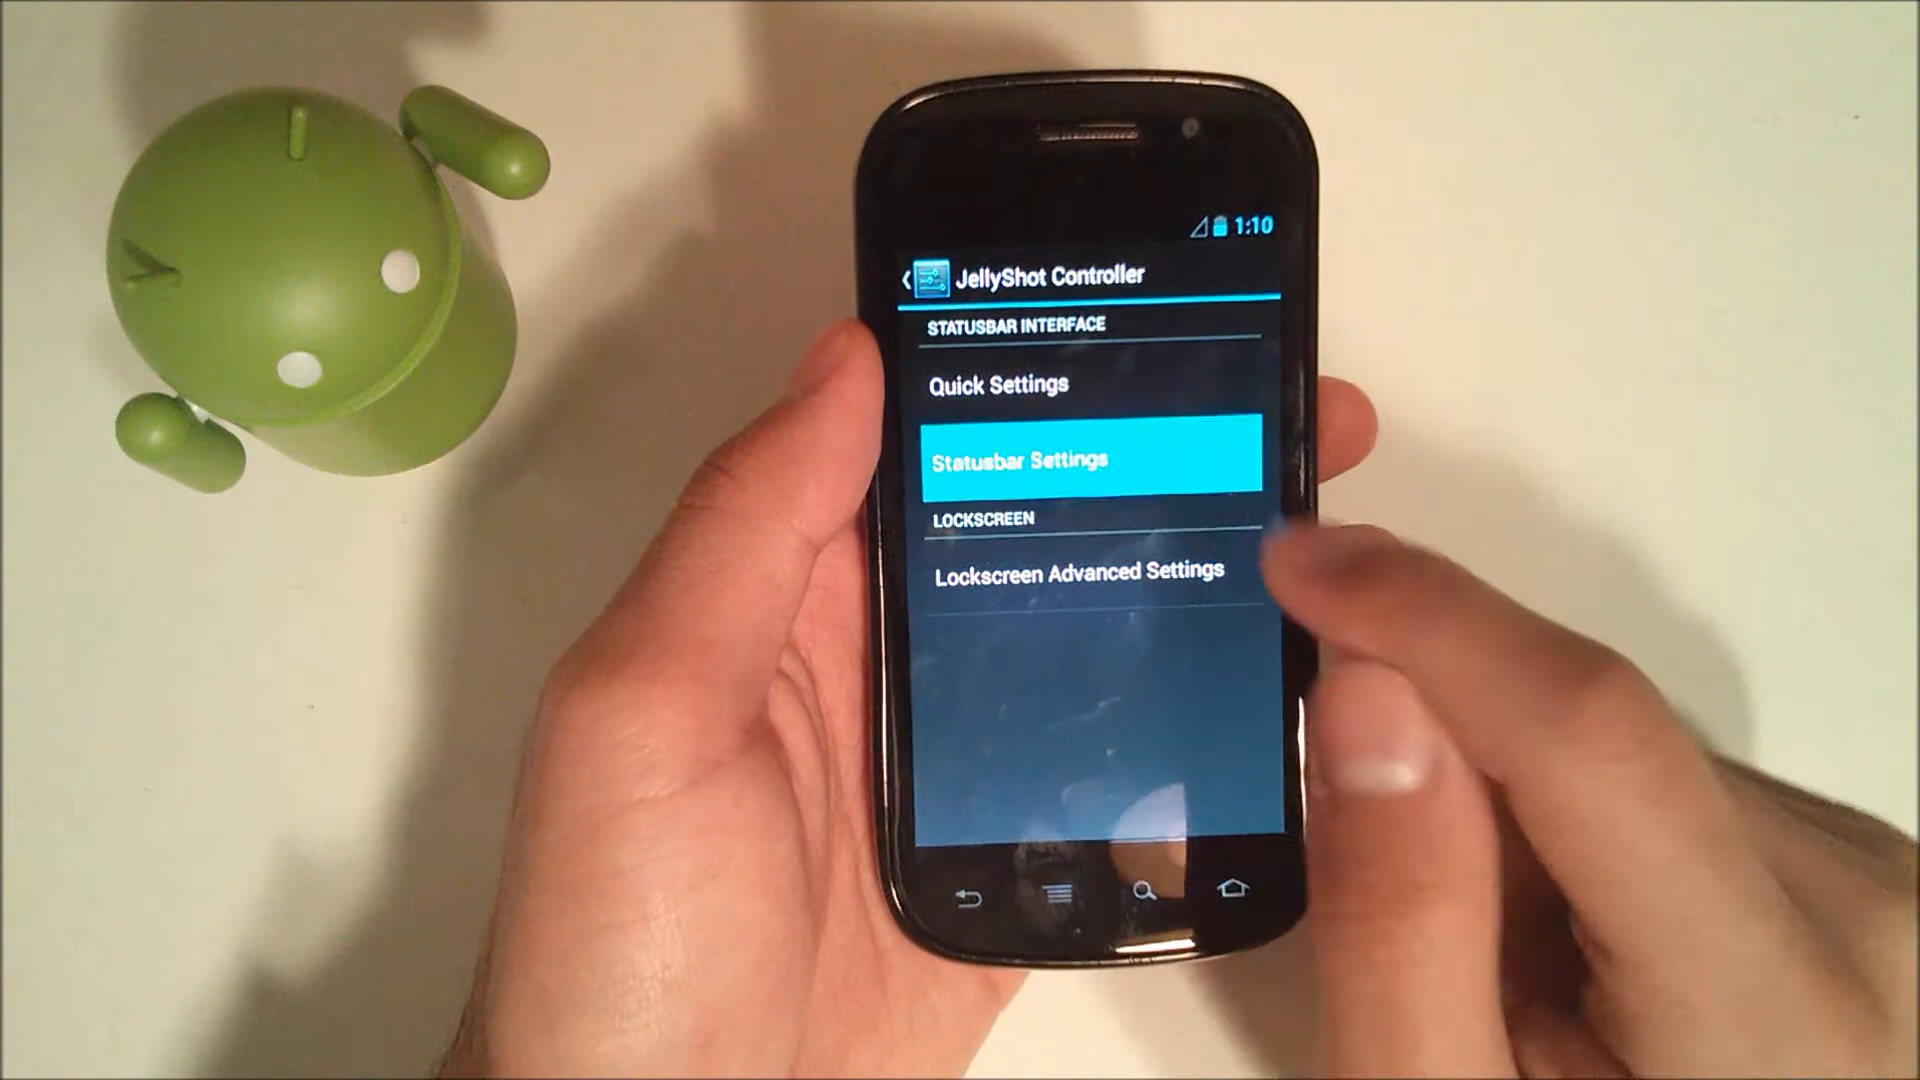 1:10
JellyShot Controller
STATUSBAR INTERFACE
Quick Settings
Statusbar Settings
LOCKSCREEN
Lockscreen Advanced Settings